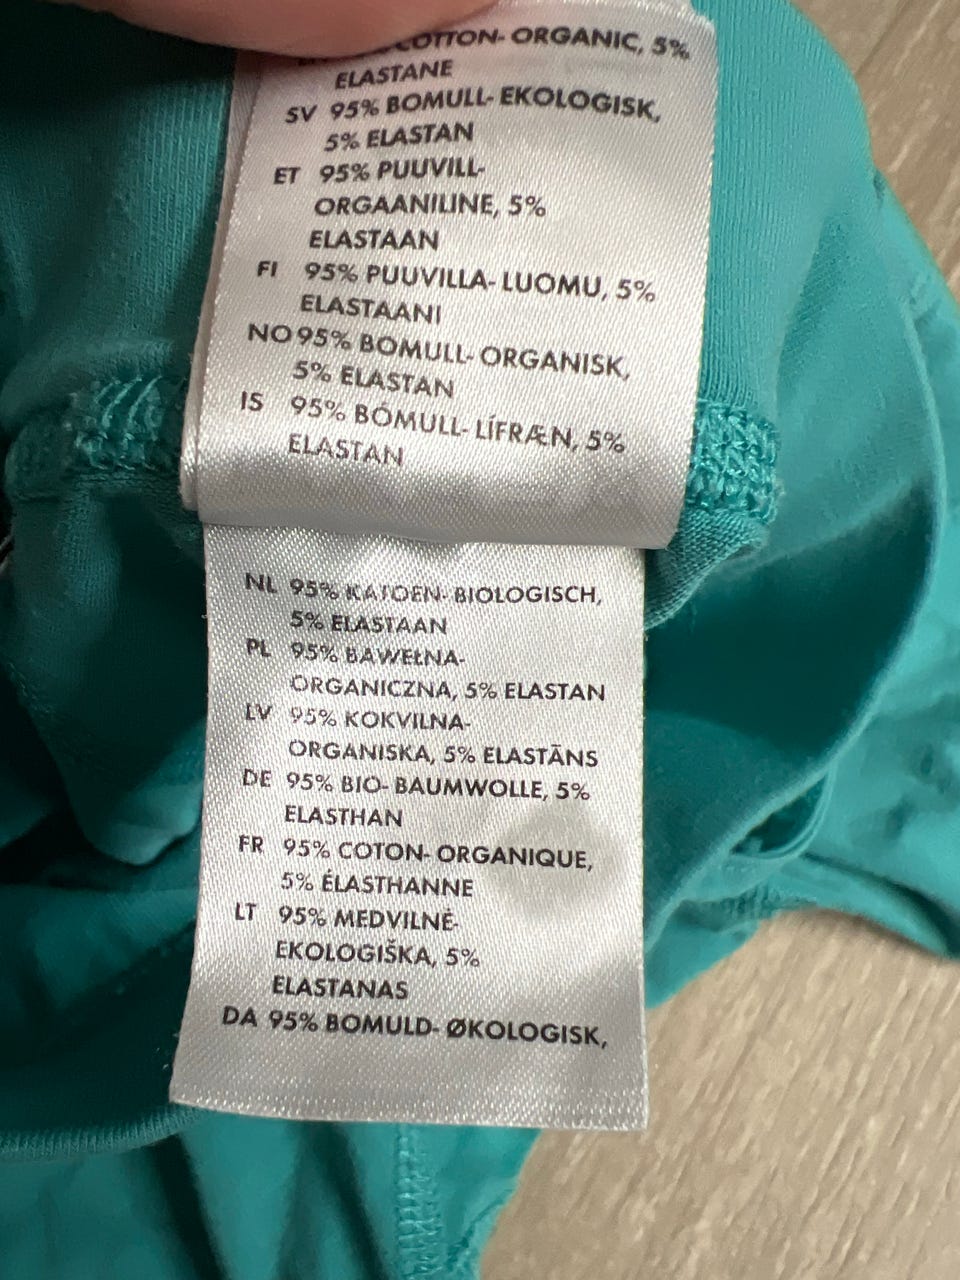 COTTON- ORGANIC, 5%
ELASTANE
SV 95% BOMULL- EKOLOGISK,
5% ELASTAN
ET 95% PUUVILL-
ORGAANILINE, 5%
ELASTAAN
FI 95% PUUVILLA- LUOMU, 5%
ELASTAANI
NO 95% BOMULL- ORGANISK,
5% ELASTAN
IS 95% BÓMULL- LÍFRÆN, 5%
ELASTAN
NL 95% KATOEN- BIOLOGISCH,
5% ELASTAAN
PL 95% BAWEŁNA-
ORGANICZNA, 5% ELASTAN
LV 95% KOKVILNA-
ORGANISKA, 5% ELASTĀNS
DE 95% BIO- BAUMWOLLE, 5%
ELASTHAN
FR 95% COTON- ORGANIQUE,
5% ÉLASTHANNE
LT 95% MEDVILNĖ-
EKOLOGIŠKA, 5%
ELASTANAS
DA 95% BOMULD- ØKOLOGISK,